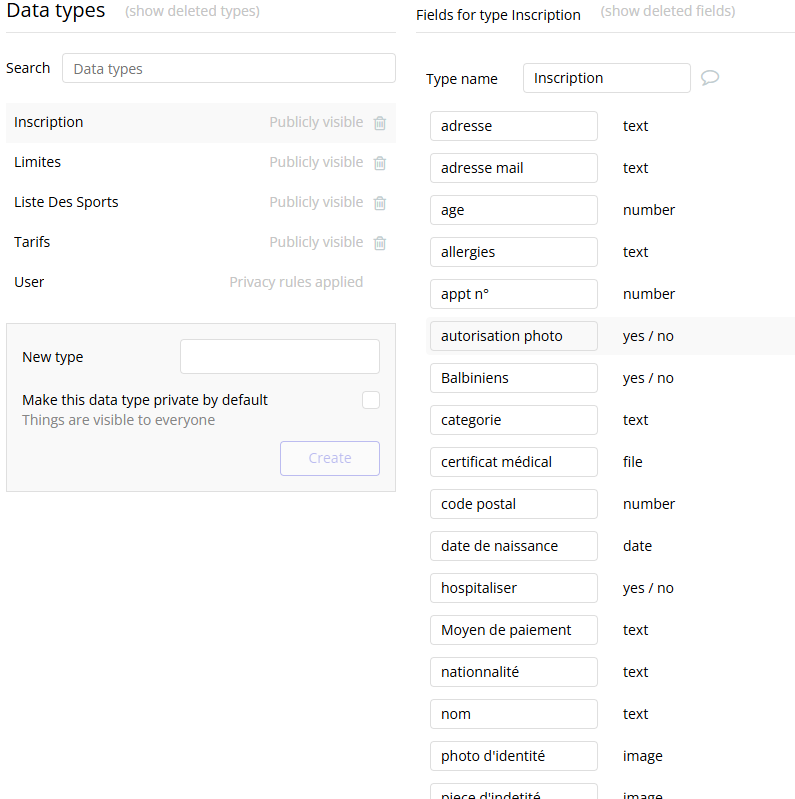 Data types (show deleted types)
Search Data types
Inscription Publicly visible
Limites Publicly visible
Liste Des Sports Publicly visible
Tarifs Publicly visible
User Privacy rules applied
New type
Make this data type private by default
Things are visible to everyone
Create
Fields for type Inscription (show deleted fields)
Type name Inscription
adresse text
adresse mail text
age number
allergies text
appt n° number
autorisation photo yes / no
Balbiniens yes / no
categorie text
certificat médical file
code postal number
date de naissance date
hospitaliser yes / no
Moyen de paiement text
nationnalité text
nom text
photo d'identité image
piece d'indetité image